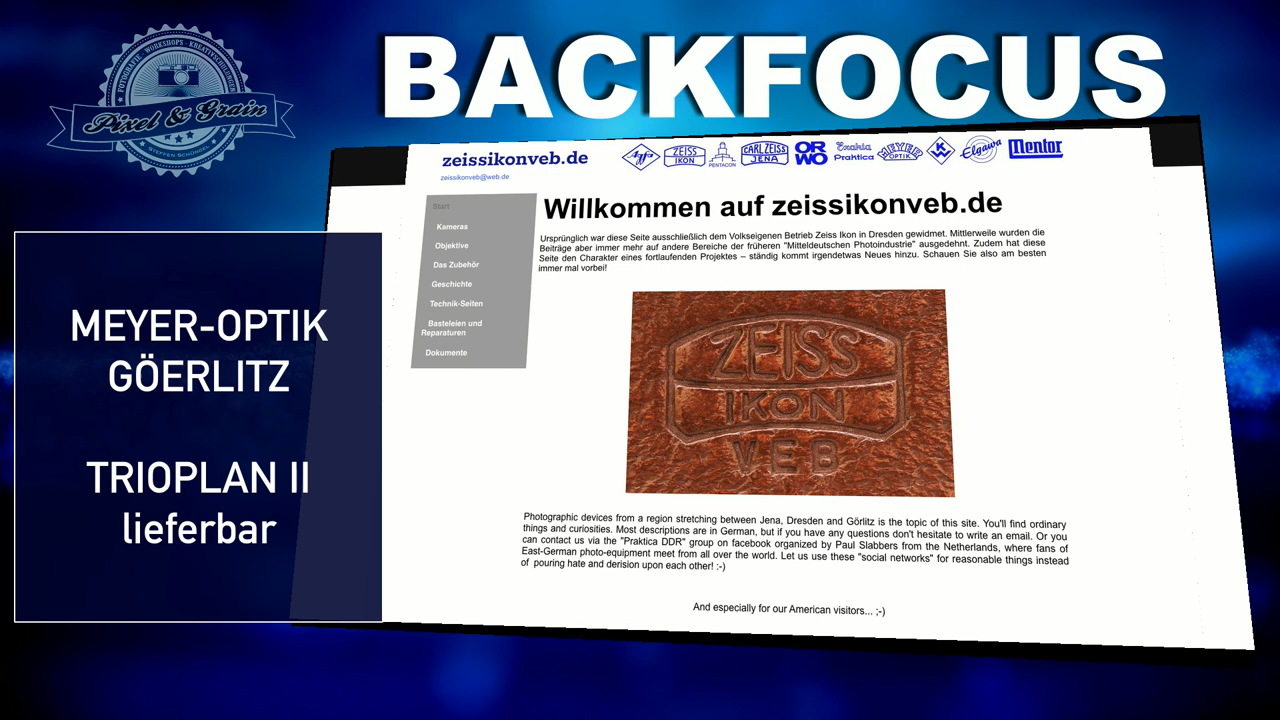 FOTOGRAFIE · WORKSHOPS · KREATIVSCHULUNGEN
Pixel & Grain
STEFFEN SCHÜNGEL
BACKFOCUS
zeissikonveb.de
zeissikonveb@web.de
Agfa
ZEISS
IKON
PENTACON
CARL ZEISS
JENA
OR
WO
Exakta
Praktica
MEYER
OPTIK
Elgawa
Mentor
Start
Kameras
Objektive
Das Zubehör
Geschichte
Technik-Seiten
Basteleien und
Reparaturen
Dokumente
Willkommen auf zeissikonveb.de
Ursprünglich war diese Seite ausschließlich dem Volkseigenen Betrieb Zeiss Ikon in Dresden gewidmet. Mittlerweile wurden die
Beiträge aber immer mehr auf andere Bereiche der früheren "Mitteldeutschen Photoindustrie" ausgedehnt. Zudem hat diese
Seite den Charakter eines fortlaufenden Projektes – ständig kommt irgendetwas Neues hinzu. Schauen Sie also am besten
immer mal vorbei!
ZEISS
IKON
VEB
Photographic devices from a region stretching between Jena, Dresden and Görlitz is the topic of this site. You'll find ordinary
things and curiosities. Most descriptions are in German, but if you have any questions don't hesitate to write an email. Or you
can contact us via the "Praktica DDR" group on facebook organized by Paul Slabbers from the Netherlands, where fans of
East-German photo-equipment meet from all over the world. Let us use these "social networks" for reasonable things instead
of pouring hate and derision upon each other! :-)
And especially for our American visitors... ;-)
MEYER-OPTIK
GÖERLITZ
TRIOPLAN II
lieferbar